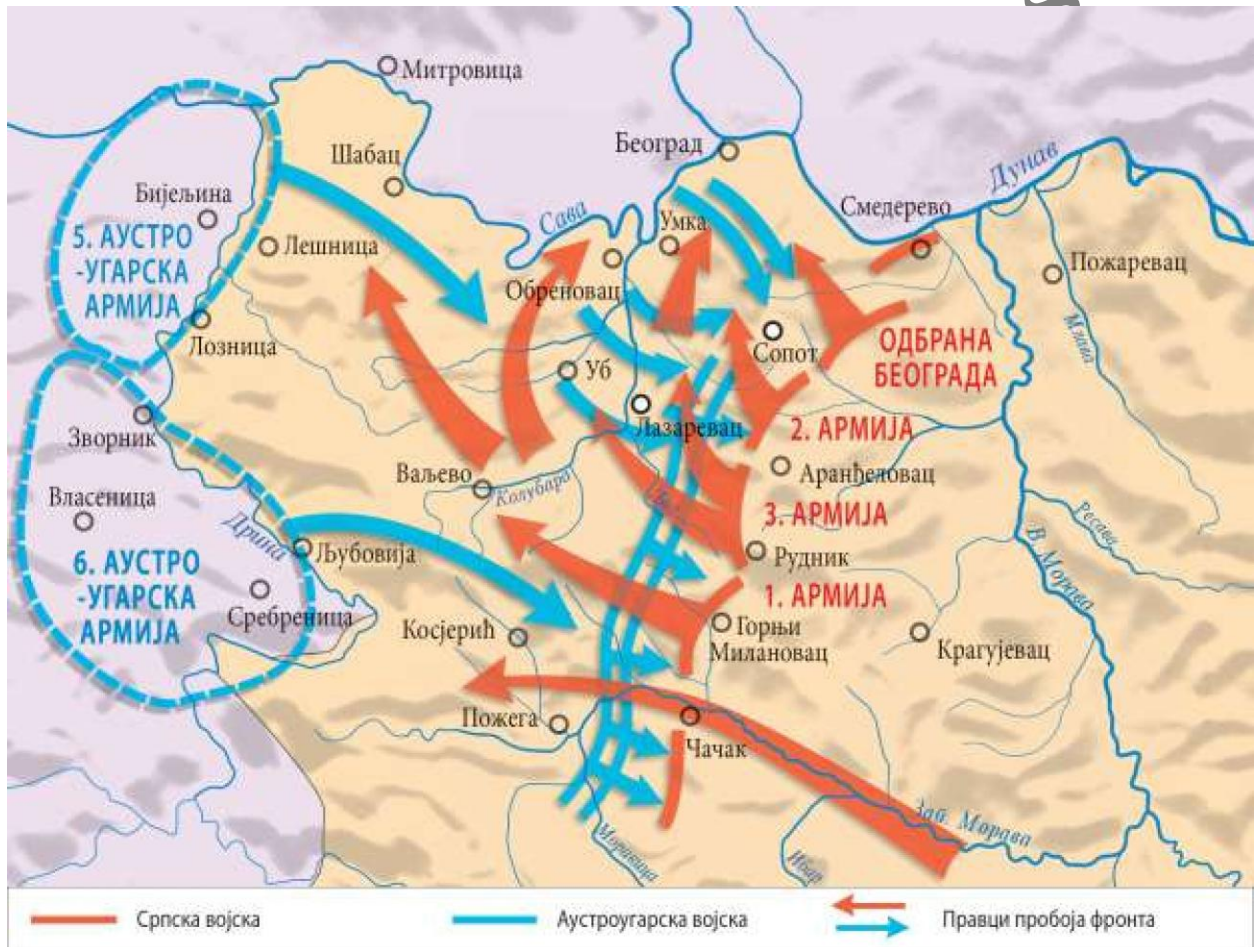 Митровица
Београд
Шабац
Дунав
Бијељина
Сава
Умка
Смедерево
5. АУСТРО
-УГАРСКА
АРМИЈА
Лешница
Обреновац
Пожаревац
Лозница
Сопот
ОДБРАНА
БЕОГРАДА
Млава
Уб
Лазаревац
Зворник
2. АРМИЈА
Ваљево
Колубара
Аранђеловац
Власеница
3. АРМИЈА
Ресава
Дрина
Љубовија
Рудник
6. АУСТРО
-УГАРСКА
АРМИЈА
1. АРМИЈА
В Морава
Сребреница
Косјерић
Горњи
Милановац
Крагујевац
Пожега
Чачак
Зап. Морава
Моравица
Ибар
Српска војска
Аустроугарска војска
Правци пробоја фронта